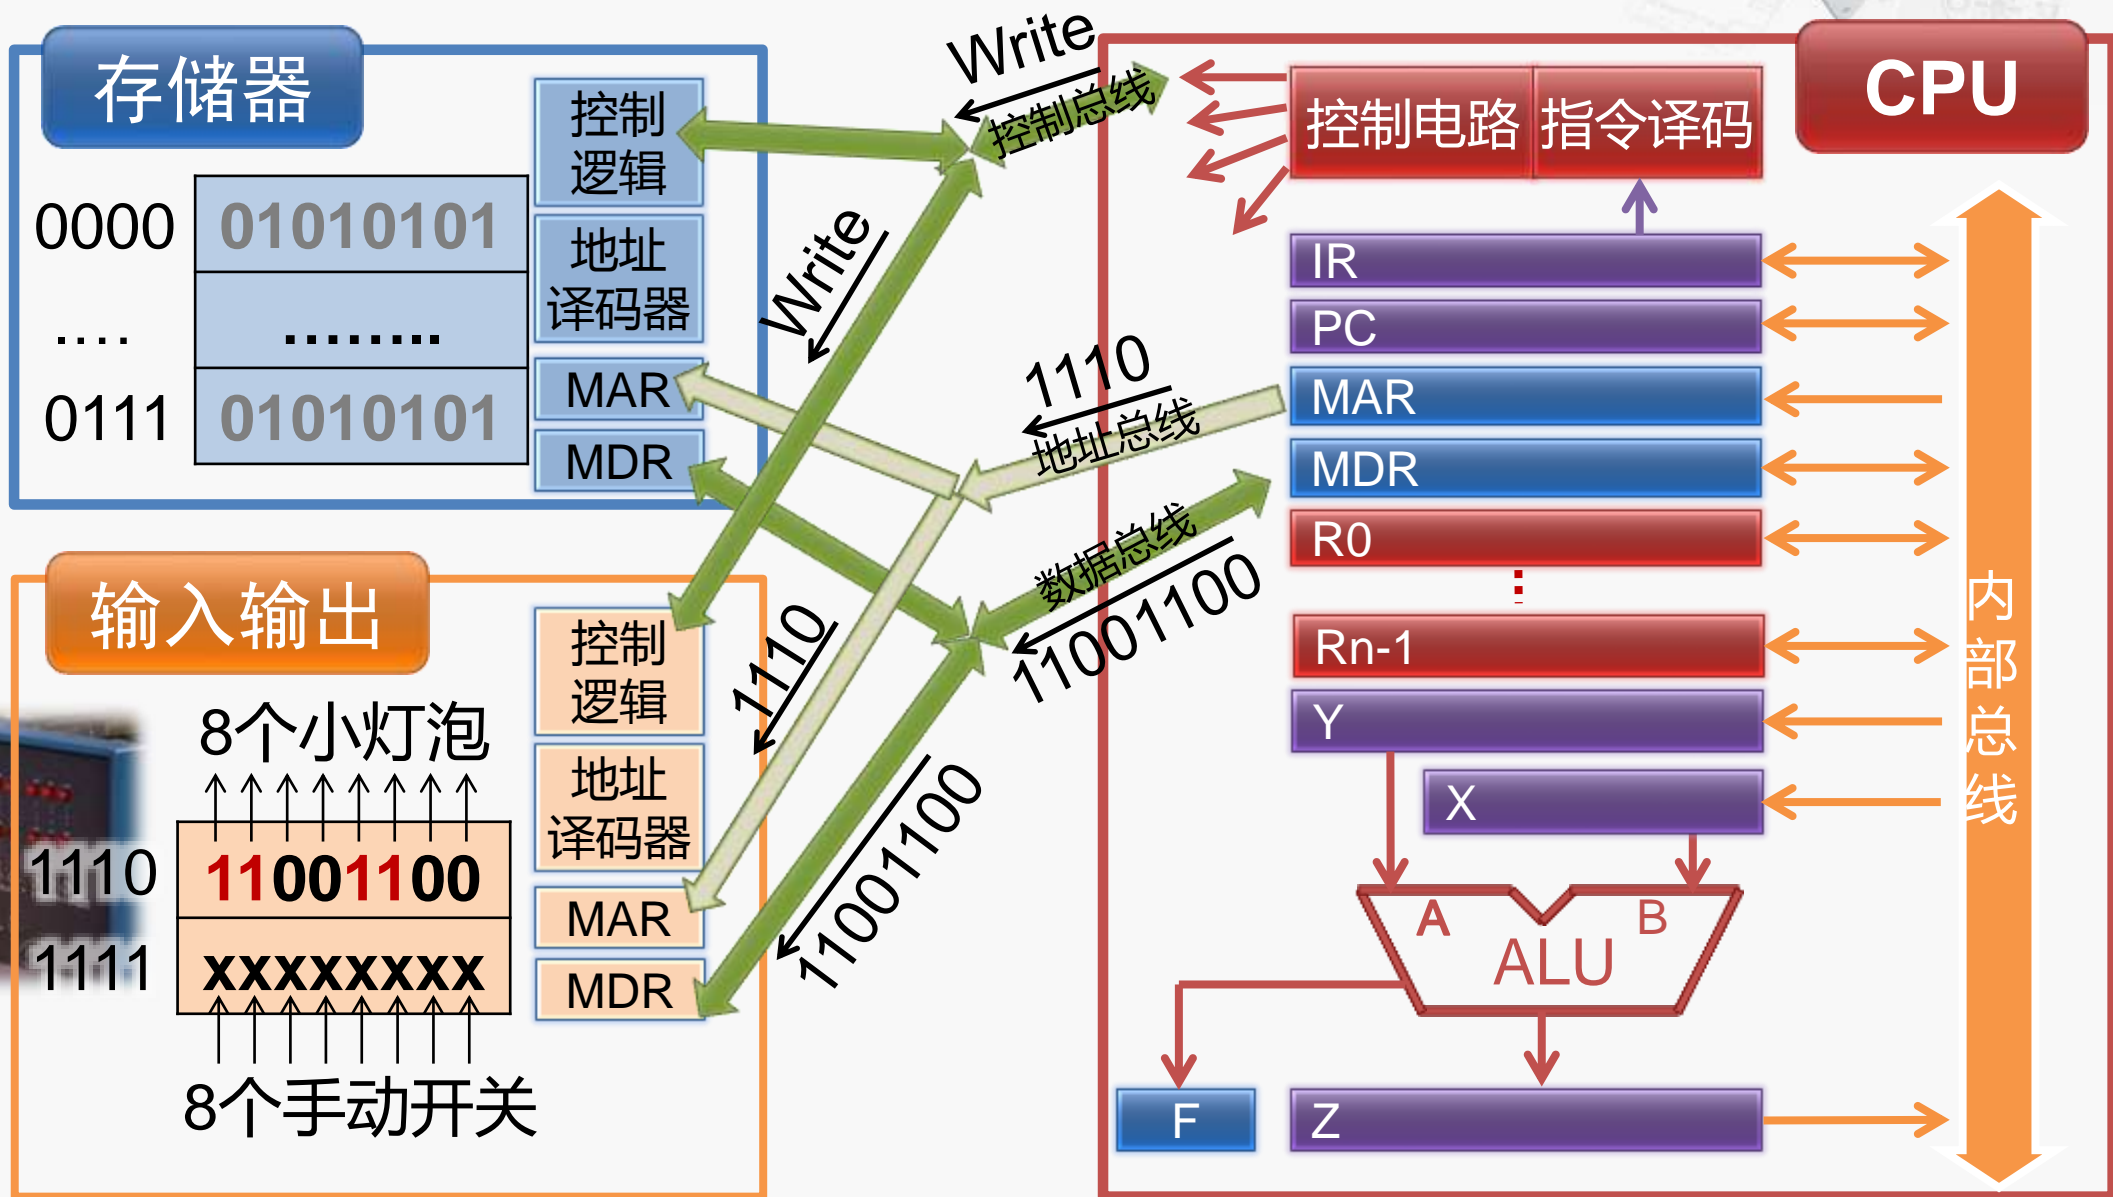 存储器
控制
逻辑
0000
01010101
地址
译码器
....
........
MAR
0111
01010101
MDR
输入输出
控制
逻辑
8个小灯泡
地址
译码器
1110
11001100
MAR
1111
xxxxxxxx
MDR
8个手动开关
Write
控制总线
Write
1110
地址总线
数据总线
11001100
1110
11001100
CPU
控制电路
指令译码
IR
PC
MAR
MDR
R0
Rn-1
Y
X
A
B
ALU
F
Z
内部总线